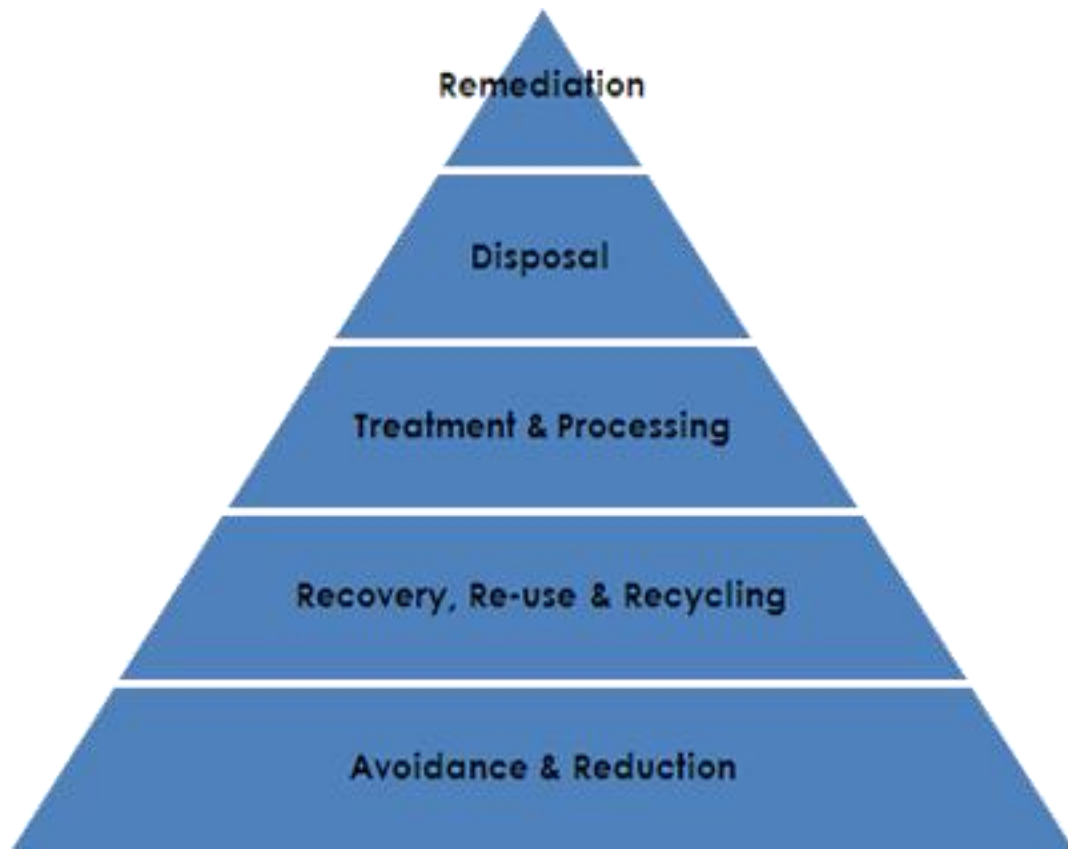 Remediation
Disposal
Treatment & Processing
Recovery, Re-use & Recycling
Avoidance & Reduction